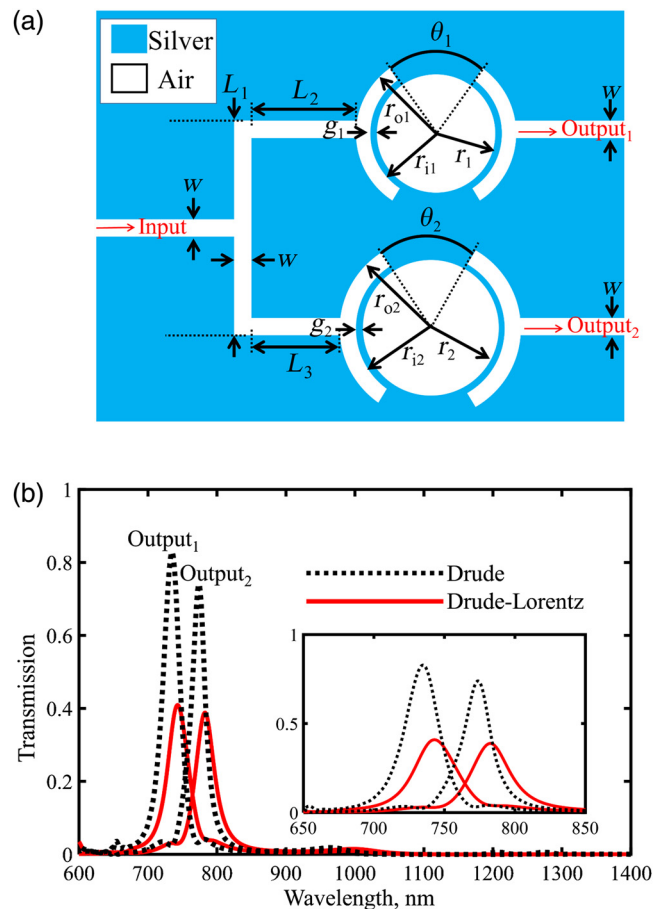 (a)
Silver
Air
L₁
L₂
θ₁
w
g₁
rₒ₁
rᵢ₁
r₁
Output₁
w
Input
w
θ₂
w
g₂
rₒ₂
rᵢ₂
r₂
Output₂
L₃
(b)
1
0.8
0.6
0.4
0.2
0
Transmission
Output₁
Output₂
Drude
Drude-Lorentz
1
0.5
0
650 700 750 800 850
600 700 800 900 1000 1100 1200 1300 1400
Wavelength, nm